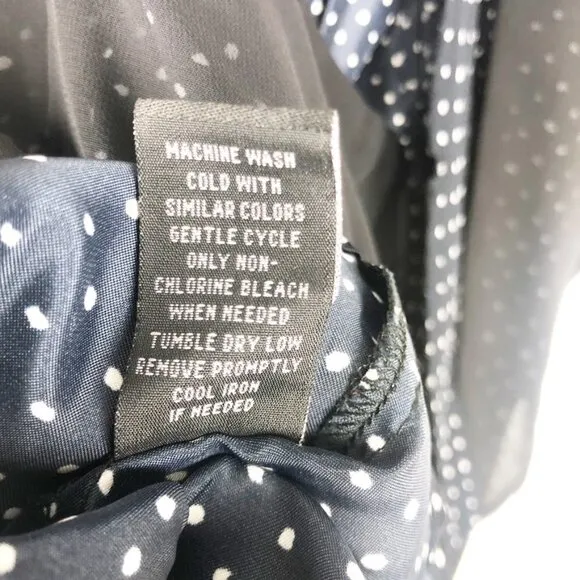 MACHINE WASH
COLD WITH
SIMILAR COLORS
GENTLE CYCLE
ONLY NON-
CHLORINE BLEACH
WHEN NEEDED
TUMBLE DRY LOW
REMOVE PROMPTLY
COOL IRON
IF NEEDED